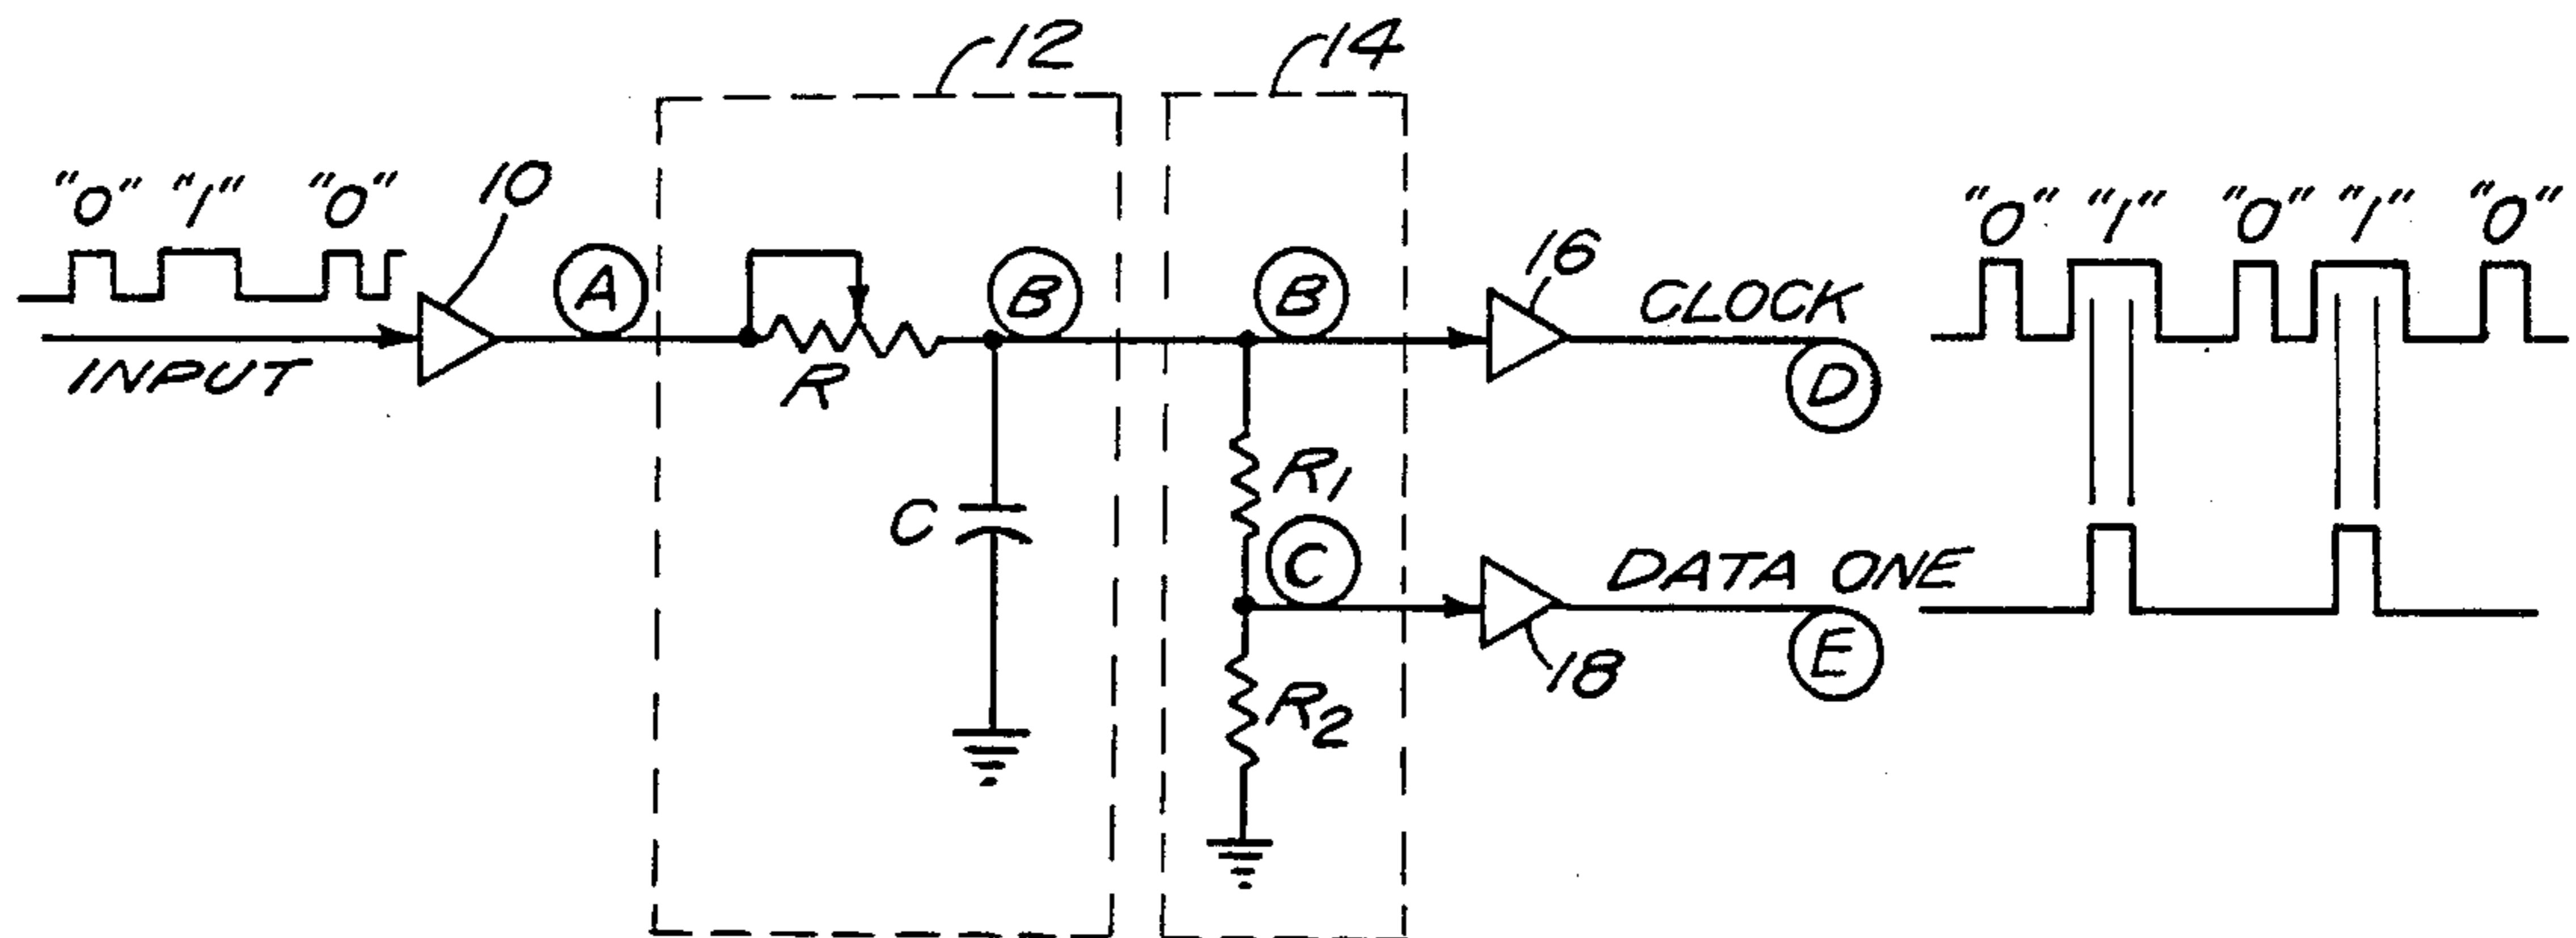 12
14
"0" "1" "0"
10
A
B
B
16
CLOCK
"0" "1" "0" "1" "0"
INPUT
R
D
R1
C
C
DATA ONE
R2
18
E